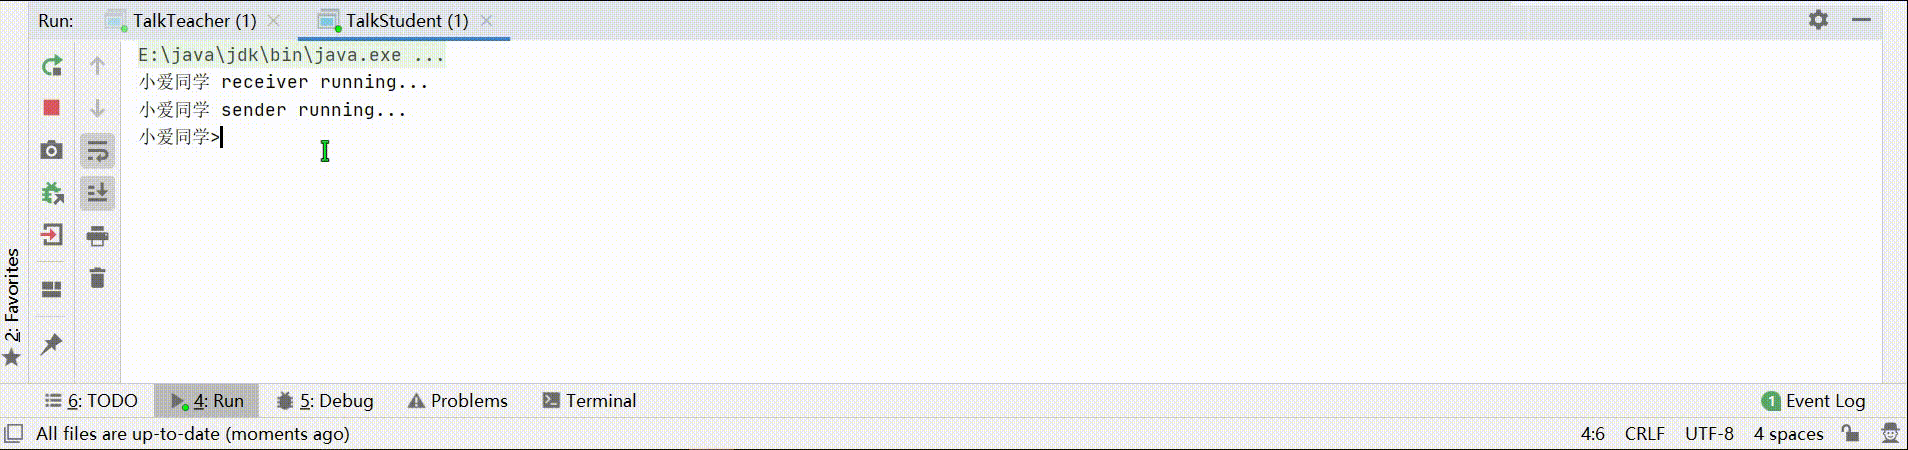 Run: TalkTeacher (1) TalkStudent (1)
E:\java\jdk\bin\java.exe ...
小爱同学 receiver running...
小爱同学 sender running...
小爱同学>
2: Favorites
6: TODO 4: Run 5: Debug Problems Terminal 1 Event Log
All files are up-to-date (moments ago) 4:6 CRLF UTF-8 4 spaces